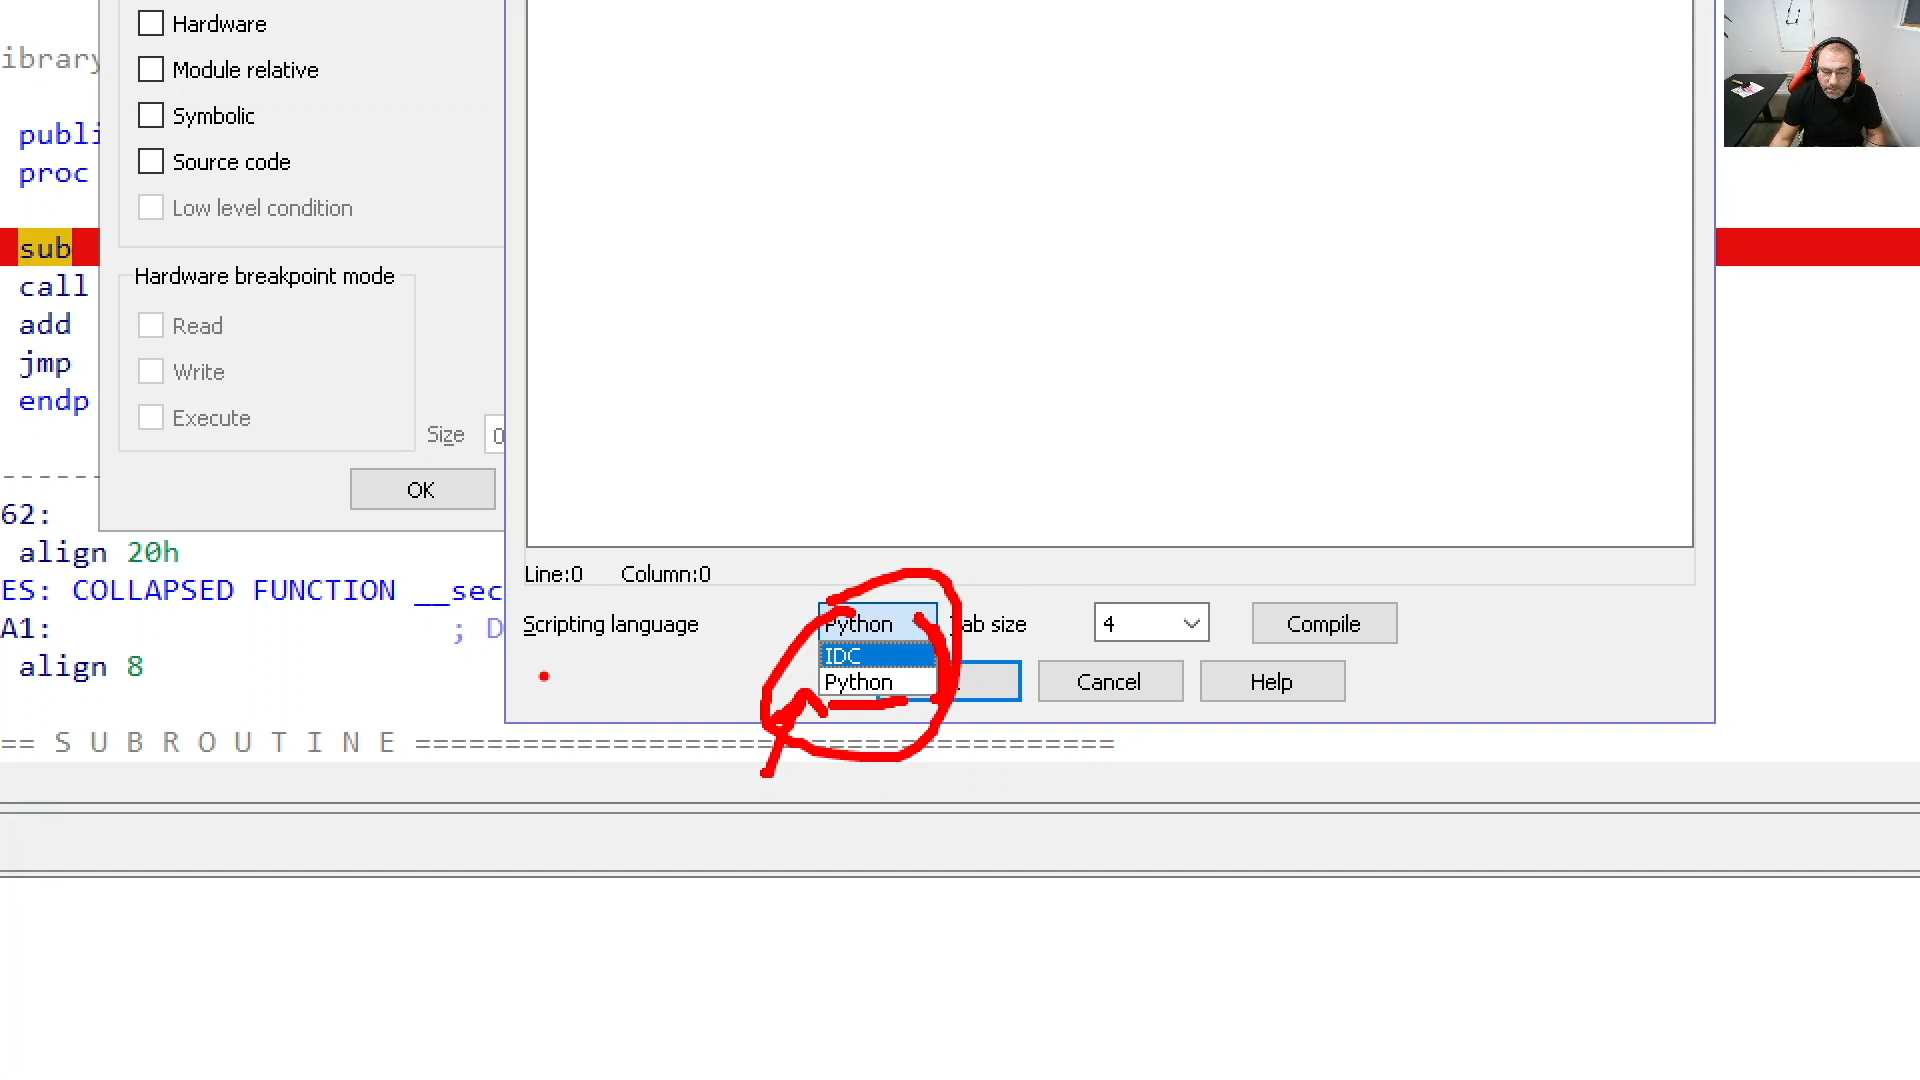 Hardware
ibrary
Module relative
Symbolic
publi
Source code
proc
Low level condition
sub
Hardware breakpoint mode
call
add
Read
jmp
Write
endp
Execute
Size 0
OK
62:
align 20h
Line:0 Column:0
ES: COLLAPSED FUNCTION __sec
Scripting language Python ab size 4 Compile
A1: ; D
IDC
align 8
Python
Cancel Help
== S U B R O U T I N E =======================================